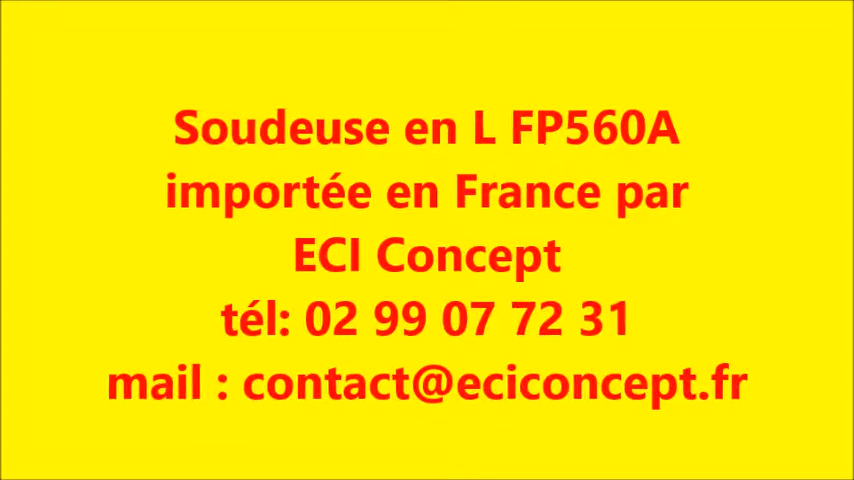 Soudeuse en L FP560A
importée en France par
ECI Concept
tél: 02 99 07 72 31
mail : contact@eciconcept.fr